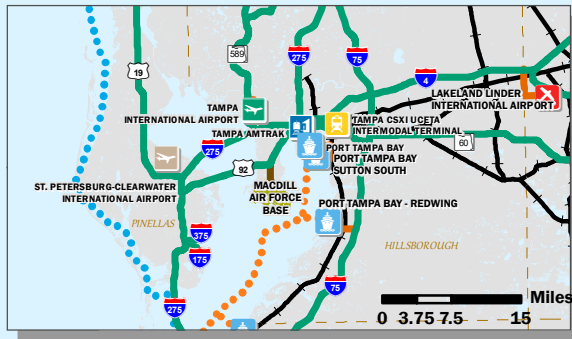 589
275
75
19
4
LAKELAND LINDER
INTERNATIONAL AIRPORT
TAMPA
INTERNATIONAL AIRPORT
TAMPA AMTRAK
1
TAMPA CSXI UCETA
INTERMODAL TERMINAL
60
275
PORT TAMPA BAY
PORT TAMPA BAY
SUTTON SOUTH
92
ST. PETERSBURG-CLEARWATER
INTERNATIONAL AIRPORT
MACDILL
AIR FORCE
BASE
PORT TAMPA BAY - REDWING
PINELLAS
375
HILLSBOROUGH
175
75
275
Miles
0 3.75 7.5 15